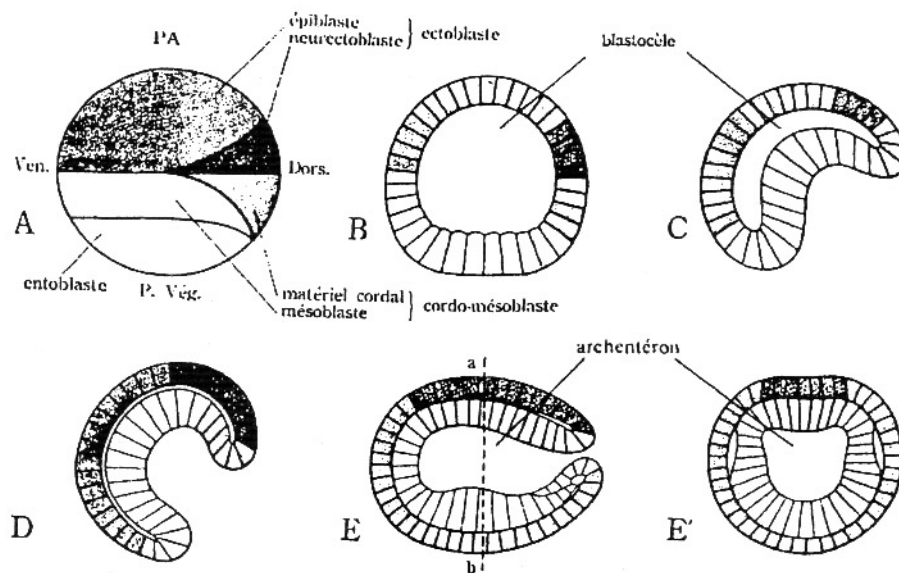 PA
épiblaste
neurectoblaste } ectoblaste
blastocèle
Ven.
Dors.
A
B
C
entoblaste
P. Vég.
matériel cordal
mésoblaste } cordo-mésoblaste
a
archentéron
D
E
E'
b